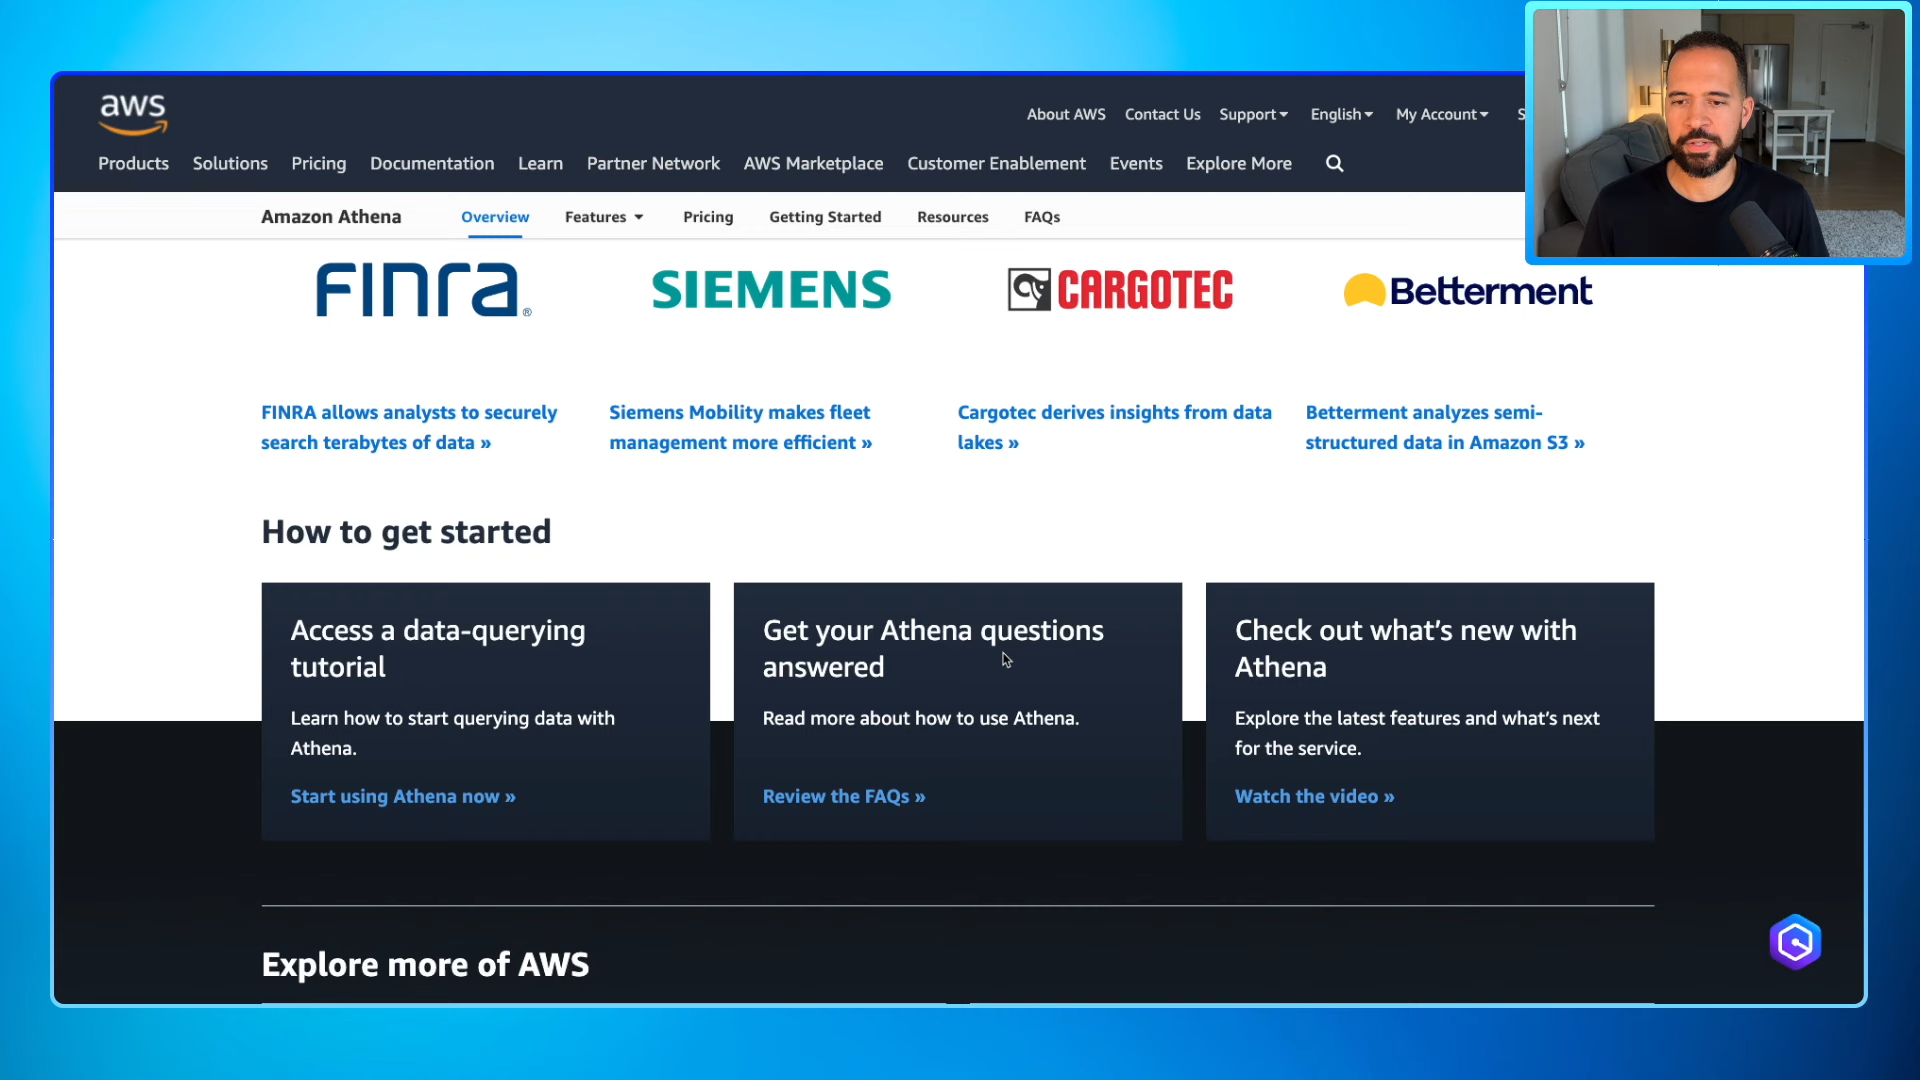 aws
About AWS Contact Us Support English My Account S
Products Solutions Pricing Documentation Learn Partner Network AWS Marketplace Customer Enablement Events Explore More
Amazon Athena Overview Features Pricing Getting Started Resources FAQs
FINRA® SIEMENS CARGOTEC Betterment
FINRA allows analysts to securely
search terabytes of data »
Siemens Mobility makes fleet
management more efficient »
Cargotec derives insights from data
lakes »
Betterment analyzes semi-
structured data in Amazon S3 »
How to get started
Access a data-querying
tutorial
Learn how to start querying data with
Athena.
Start using Athena now »
Get your Athena questions
answered
Read more about how to use Athena.
Review the FAQs »
Check out what's new with
Athena
Explore the latest features and what's next
for the service.
Watch the video »
Explore more of AWS